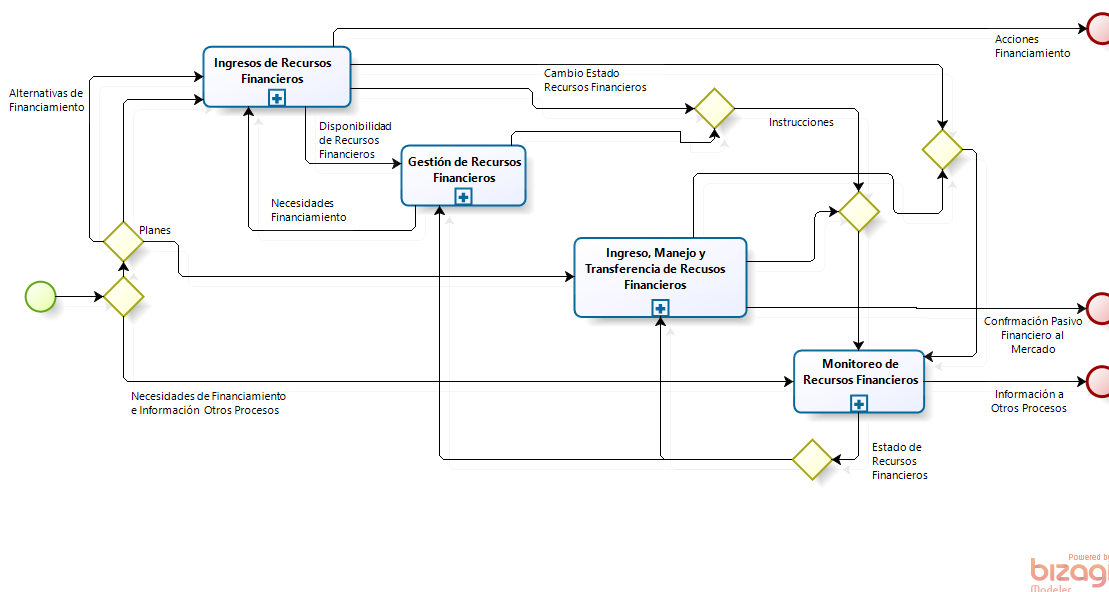 Acciones
Financiamiento
Ingresos de Recursos
Financieros
Cambio Estado
Recursos Financieros
Alternativas de
Financiamiento
Instrucciones
Disponibilidad
de Recursos
Financieros
Gestión de Recursos
Financieros
Necesidades
Financiamiento
Planes
Ingreso, Manejo y
Transferencia de Recusos
Financieros
Confrmación Pasivo
Financiero al
Mercado
Monitoreo de
Recursos Financieros
Necesidades de Financiamiento
e Información Otros Procesos
Información a
Otros Procesos
Estado de
Recursos
Financieros
Powered by
bizagi
Modeler